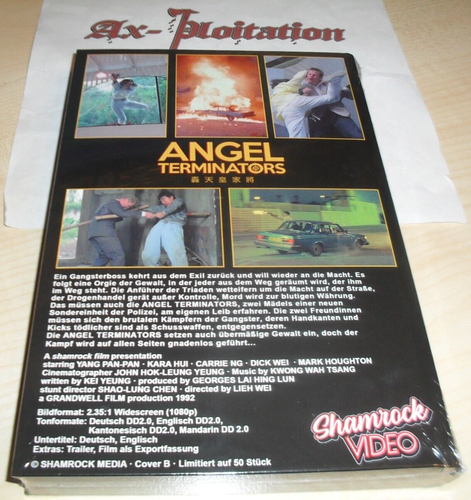 Ax-Ploitation
ANGEL
TERMINATORS
轟天皇家將
Ein Gangsterboss kehrt aus dem Exil zurück und will wieder an die Macht. Es
folgt eine Orgie der Gewalt, in der jeder aus dem Weg geräumt wird, der ihm
im Weg steht. Die Anführer der Triaden wetteifern um die Macht auf der Straße,
der Drogenhandel gerät außer Kontrolle, Mord wird zur blutigen Währung.
Das müssen auch die ANGEL TERMINATORS, zwei Mädels einer neuen
Sondereinheit der Polizei, am eigenen Leib erfahren. Die zwei Freundinnen
müssen sich den brutalen Kämpfern der Gangster, deren Handkanten und
Kicks tödlicher sind als Schusswaffen, entgegensetzen.
Die ANGEL TERMINATORS setzen auch übermäßige Gewalt ein, doch der
Kampf wird auf allen Seiten gnadenlos geführt...
A shamrock film presentation
starring YANG PAN-PAN · KARA HUI · CARRIE NG · DICK WEI · MARK HOUGHTON
Cinematographer JOHN HOK-LEUNG YEUNG · Music by KWONG WAH TSANG
written by KEI YEUNG · produced by GEORGES LAI HING LUN
stunt director SHAO-LUNG CHEN · directed by LIEH WEI
a GRANDWELL FILM production 1992
Bildformat: 2.35:1 Widescreen (1080p)
Tonformate: Deutsch DD2.0, Englisch DD2.0,
Kantonesisch DD2.0, Mandarin DD 2.0
Untertitel: Deutsch, Englisch
Extras: Trailer, Film als Exportfassung
Shamrock
VIDEO
© SHAMROCK MEDIA · Cover B · Limitiert auf 50 Stück